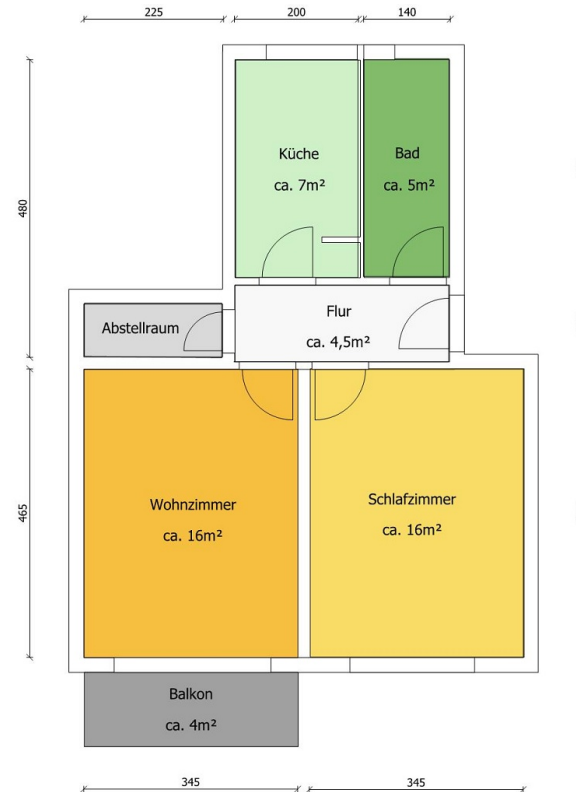 225
200
140
480
Küche
ca. 7m²
Bad
ca. 5m²
Abstellraum
Flur
ca. 4,5m²
465
Wohnzimmer
ca. 16m²
Schlafzimmer
ca. 16m²
Balkon
ca. 4m²
345
345